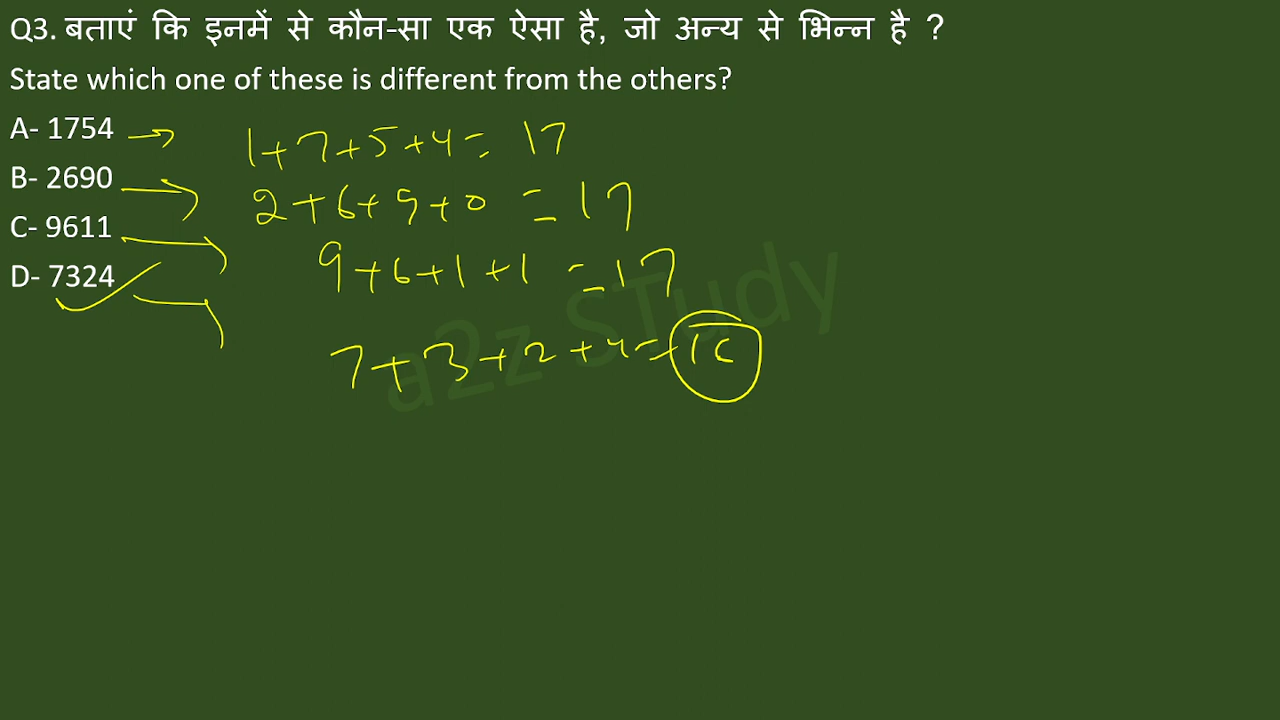 Q3. बताएं कि इनमें से कौन-सा एक ऐसा है, जो अन्य से भिन्न है ?
State which one of these is different from the others?
A- 1754 1+7+5+4= 17
B- 2690 2+6+9+0 =17
C- 9611 9+6+1+1 =17
D- 7324
7+3+2+4=16
a2z STudy